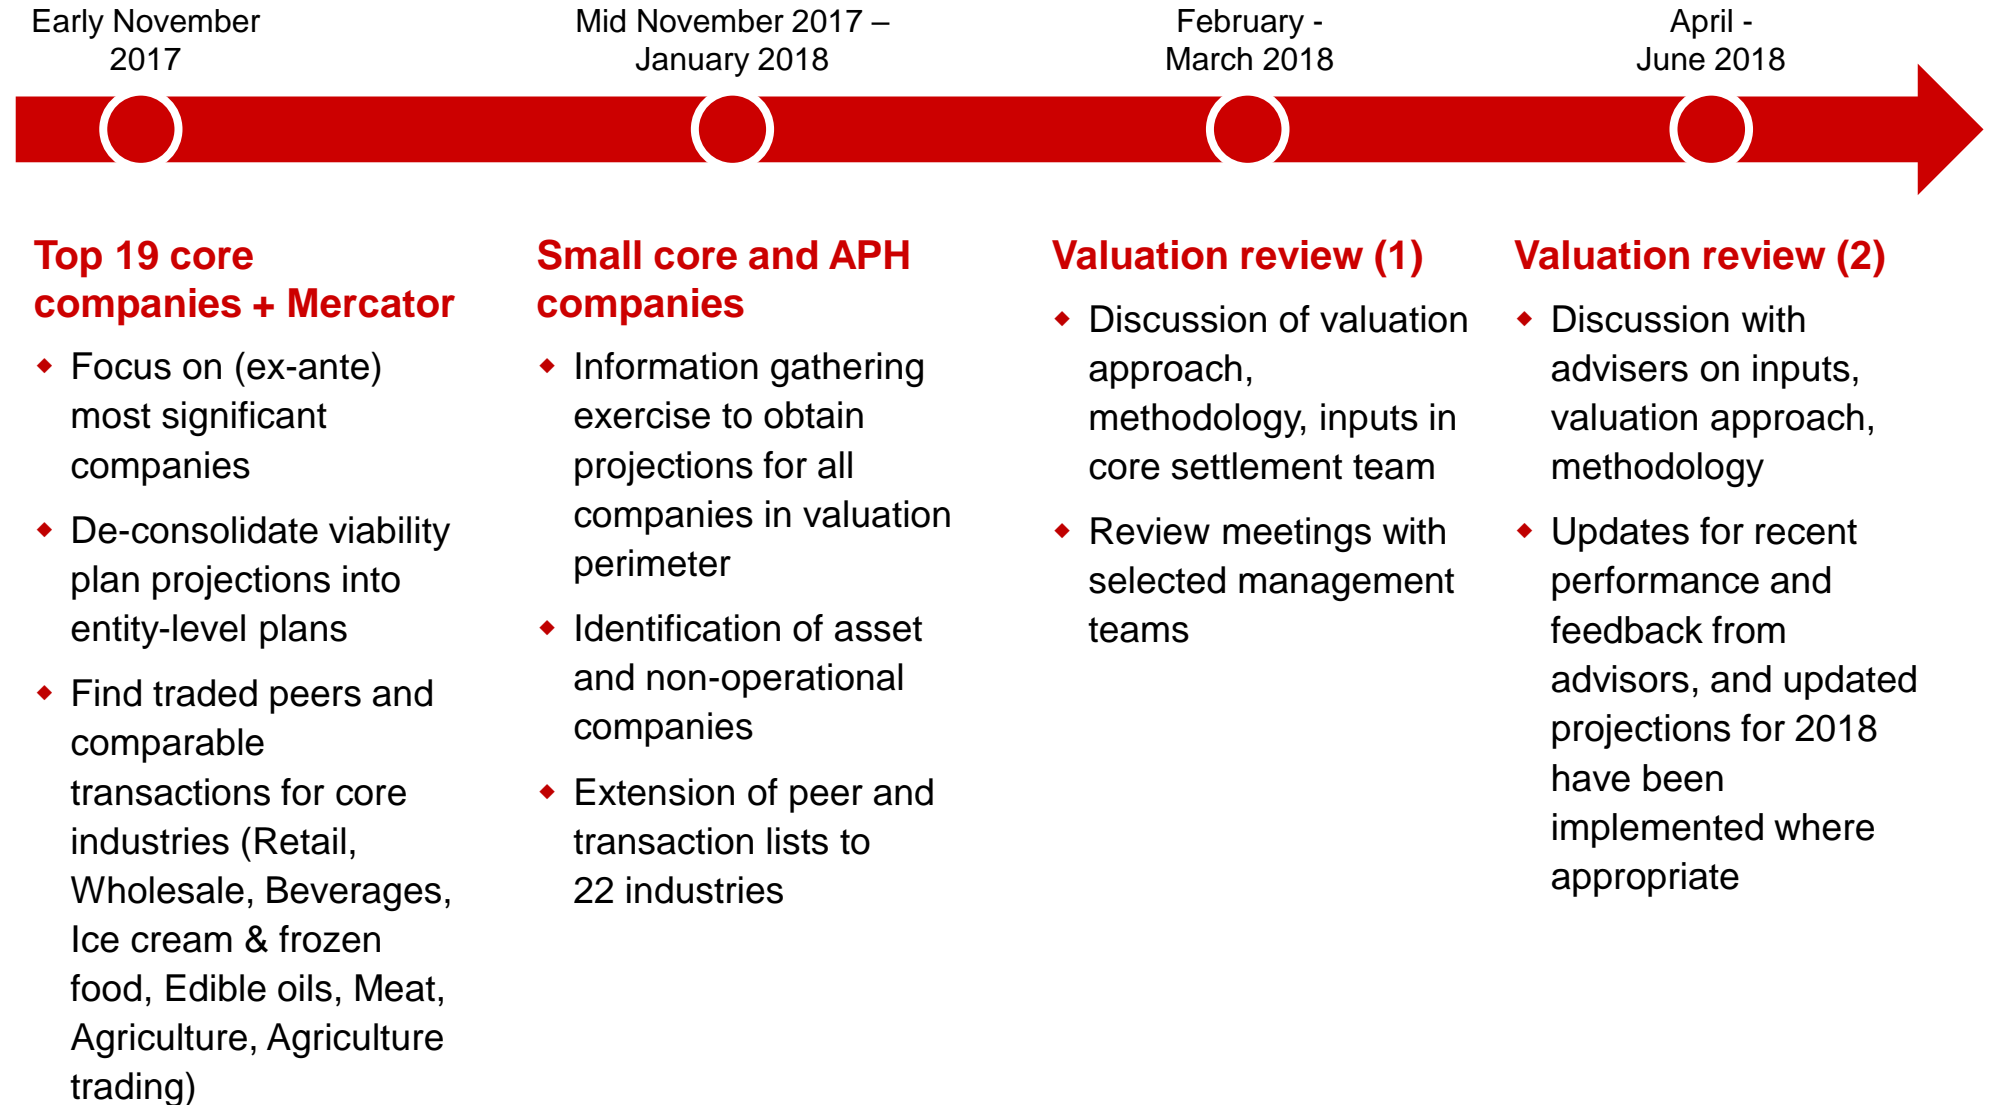 Early November
2017
Mid November 2017 –
January 2018
February -
March 2018
April -
June 2018
Top 19 core
companies + Mercator
◆ Focus on (ex-ante)
most significant
companies
◆ De-consolidate viability
plan projections into
entity-level plans
◆ Find traded peers and
comparable
transactions for core
industries (Retail,
Wholesale, Beverages,
Ice cream & frozen
food, Edible oils, Meat,
Agriculture, Agriculture
trading)
Small core and APH
companies
◆ Information gathering
exercise to obtain
projections for all
companies in valuation
perimeter
◆ Identification of asset
and non-operational
companies
◆ Extension of peer and
transaction lists to
22 industries
Valuation review (1)
◆ Discussion of valuation
approach,
methodology, inputs in
core settlement team
◆ Review meetings with
selected management
teams
Valuation review (2)
◆ Discussion with
advisers on inputs,
valuation approach,
methodology
◆ Updates for recent
performance and
feedback from
advisors, and updated
projections for 2018
have been
implemented where
appropriate